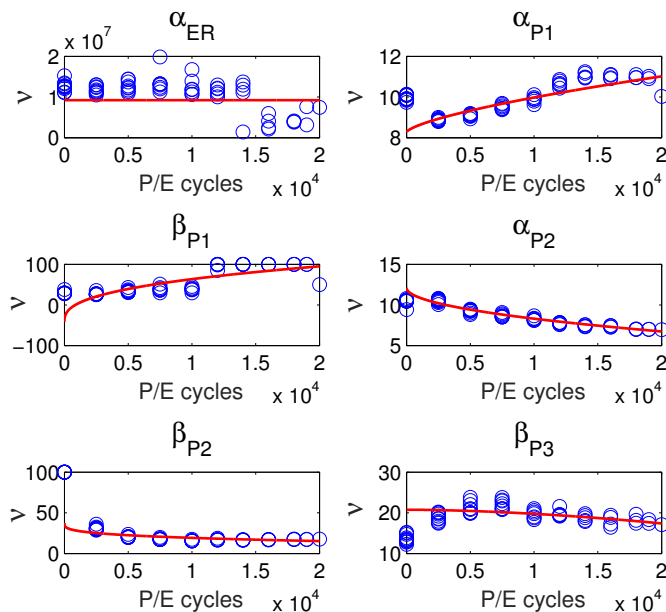 α_ER
× 10^7
2
1
0
ν
0 0.5 1 1.5 2
P/E cycles
× 10^4
α_P1
12
10
8
ν
0 0.5 1 1.5 2
P/E cycles
× 10^4
β_P1
100
0
−100
ν
0 0.5 1 1.5 2
P/E cycles
× 10^4
α_P2
15
10
5
ν
0 0.5 1 1.5 2
P/E cycles
× 10^4
β_P2
100
50
0
ν
0 0.5 1 1.5 2
P/E cycles
× 10^4
β_P3
30
20
10
ν
0 0.5 1 1.5 2
P/E cycles
× 10^4